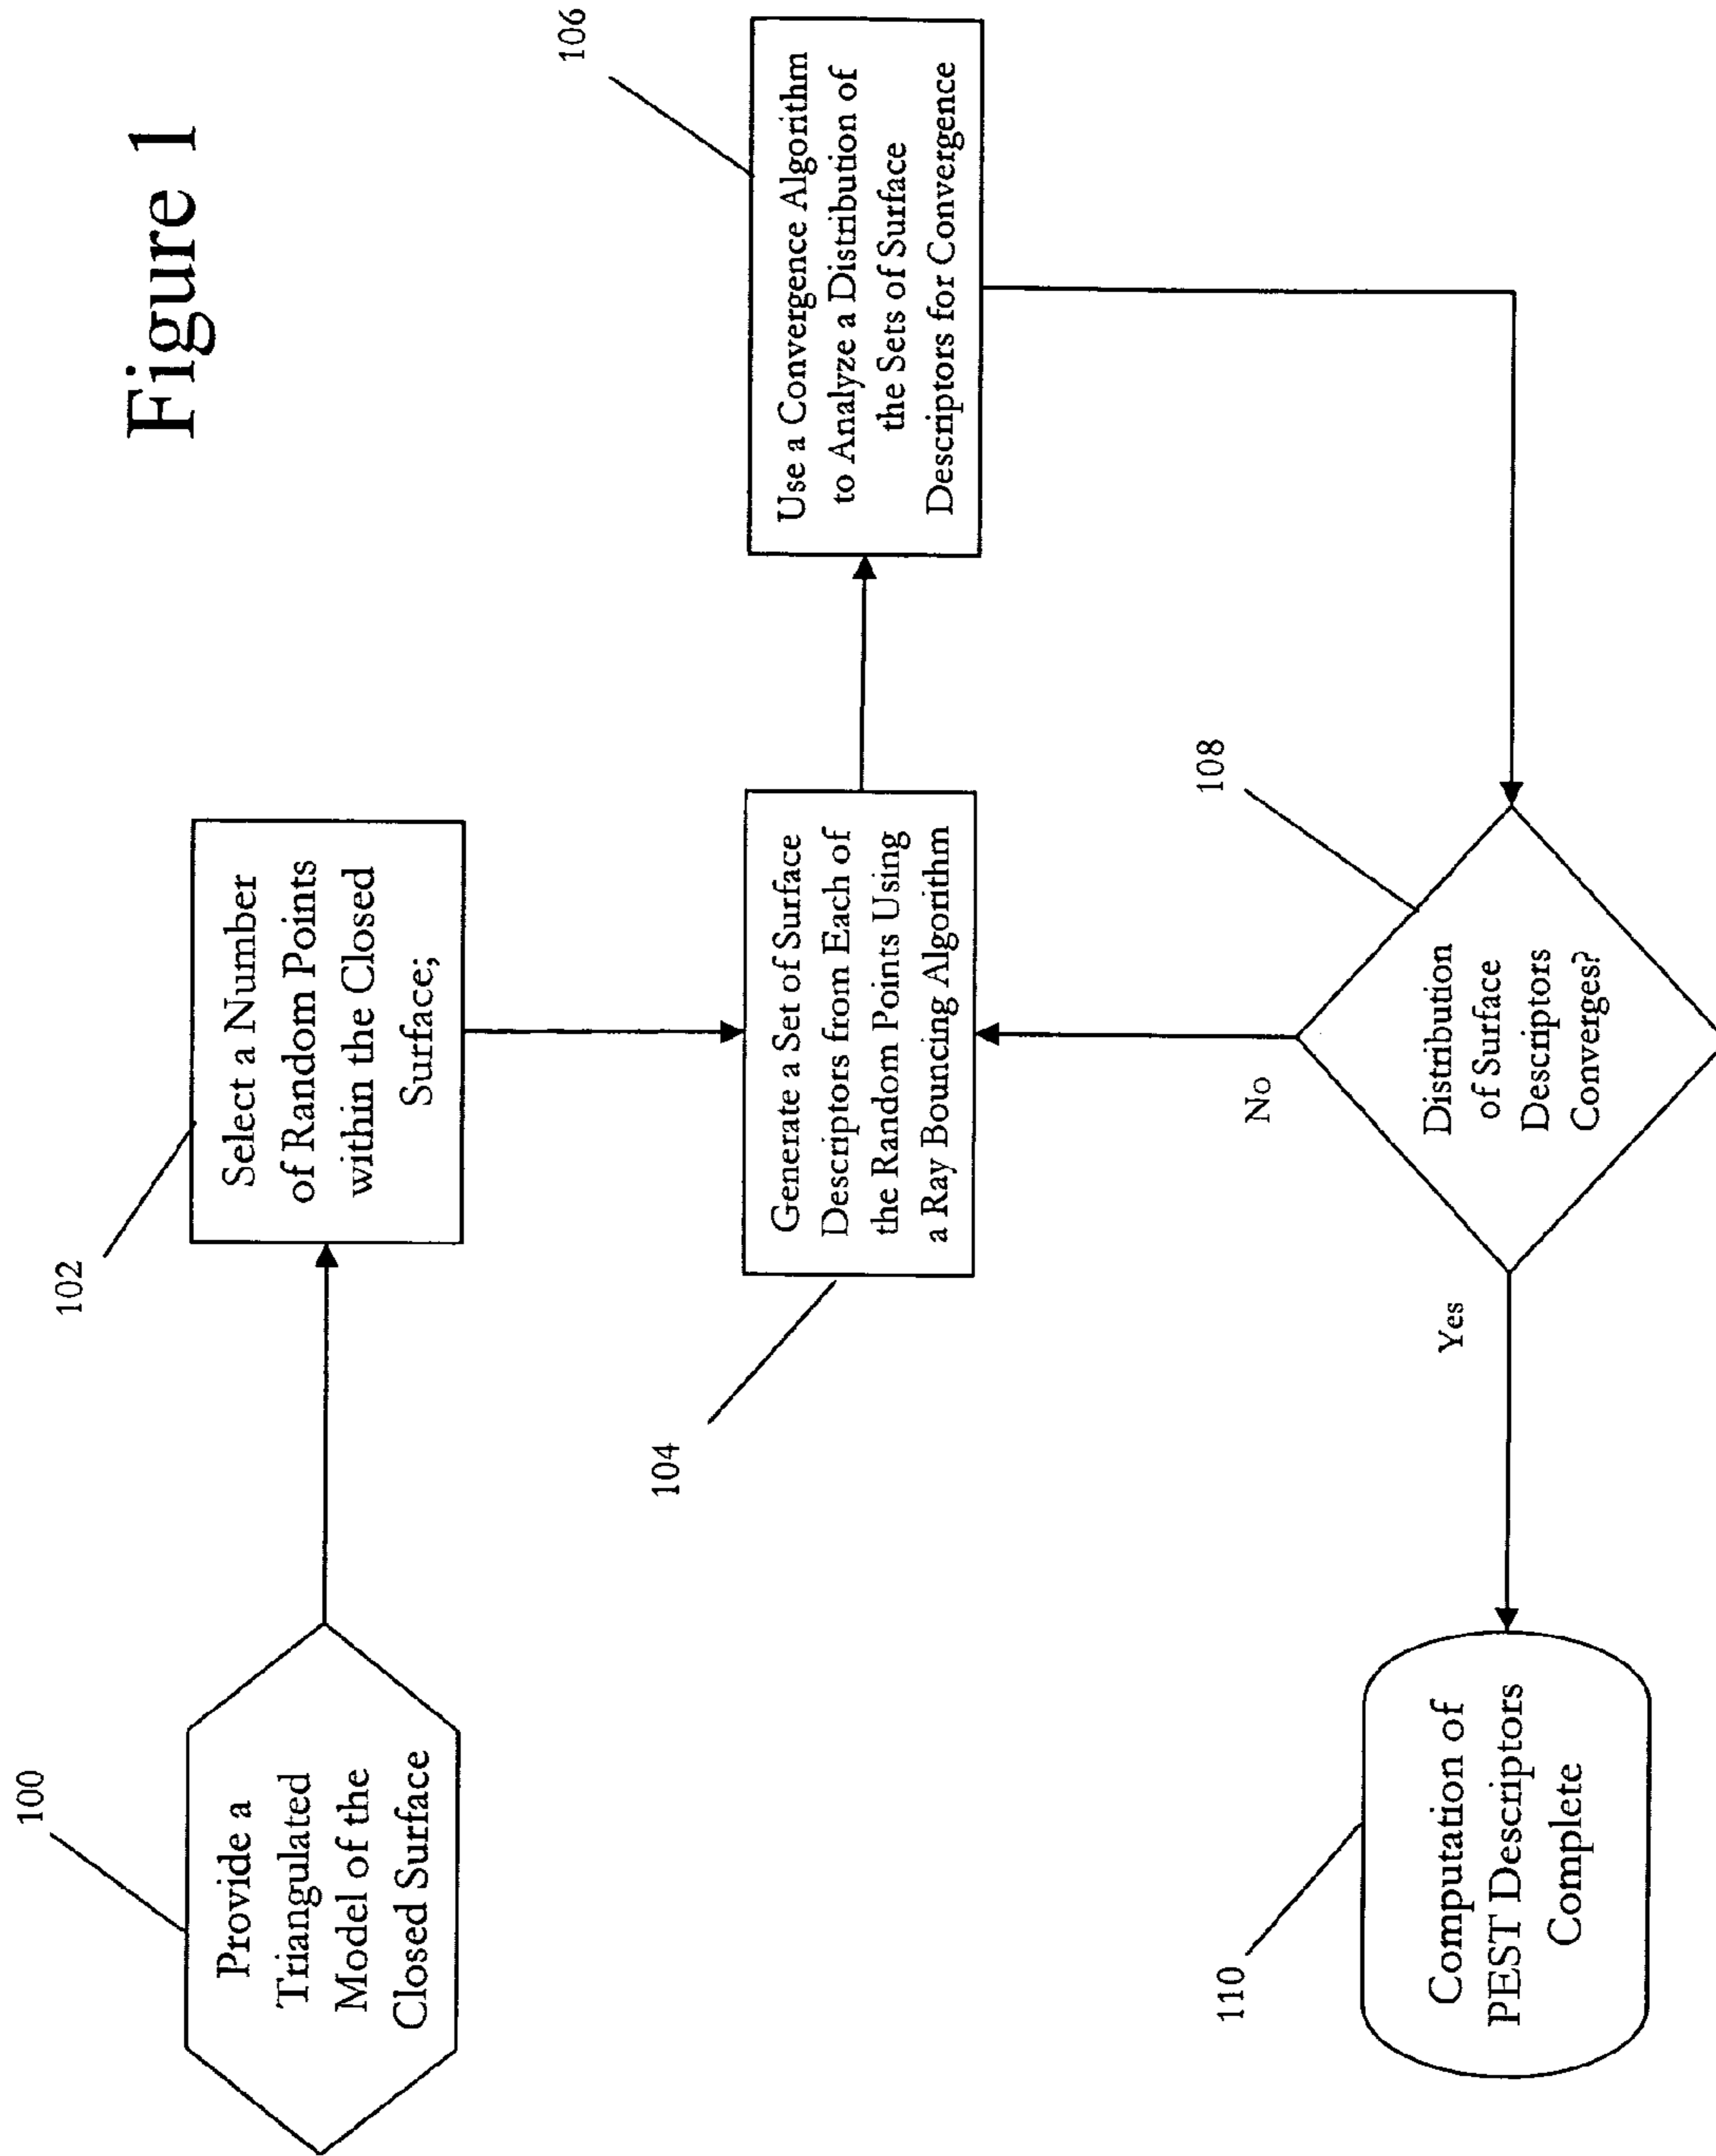 Figure 1
100
Provide a
Triangulated
Model of the
Closed Surface
102
Select a Number
of Random Points
within the Closed
Surface;
104
Generate a Set of Surface
Descriptors from Each of
the Random Points Using
a Ray Bouncing Algorithm
106
Use a Convergence Algorithm
to Analyze a Distribution of
the Sets of Surface
Descriptors for Convergence
108
Distribution
of Surface
Descriptors
Converges?
No
Yes
110
Computation of
PEST Descriptors
Complete